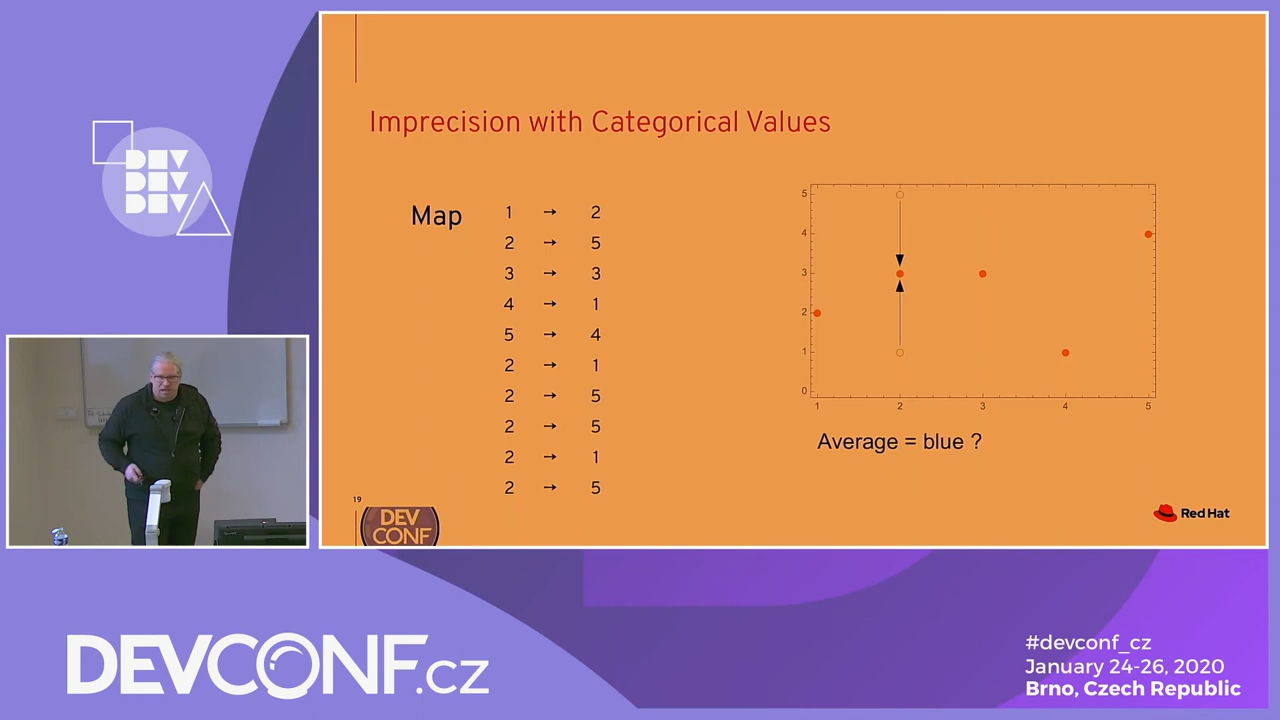 DEV
DEV
DEV
Imprecision with Categorical Values
Map
1 → 2
2 → 5
3 → 3
4 → 1
5 → 4
2 → 1
2 → 5
2 → 5
2 → 1
2 → 5
5
4
3
2
1
0
1 2 3 4 5
Average = blue ?
19
DEV
CONF
Red Hat
DEVCONF.cz
#devconf_cz
January 24-26, 2020
Brno, Czech Republic